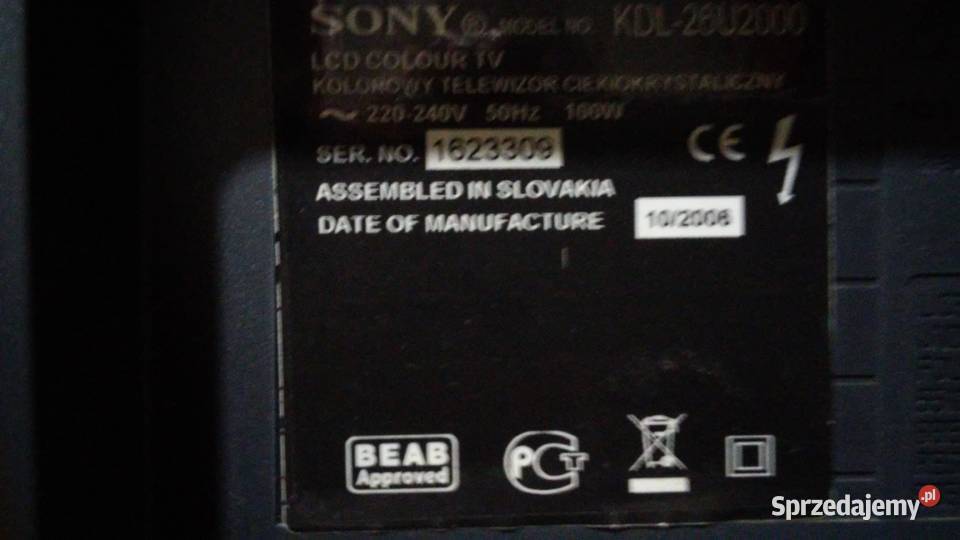 SONY® MODEL NO. KDL-26U2000
LCD COLOUR TV
KOLOROWY TELEWIZOR CIEKŁOKRYSTALICZNY
~ 220-240V 50Hz 100W
SER. NO. 1623309
CE
ASSEMBLED IN SLOVAKIA
DATE OF MANUFACTURE 10/2006
BEAB
Approved
PCT
Sprzedajemy.pl